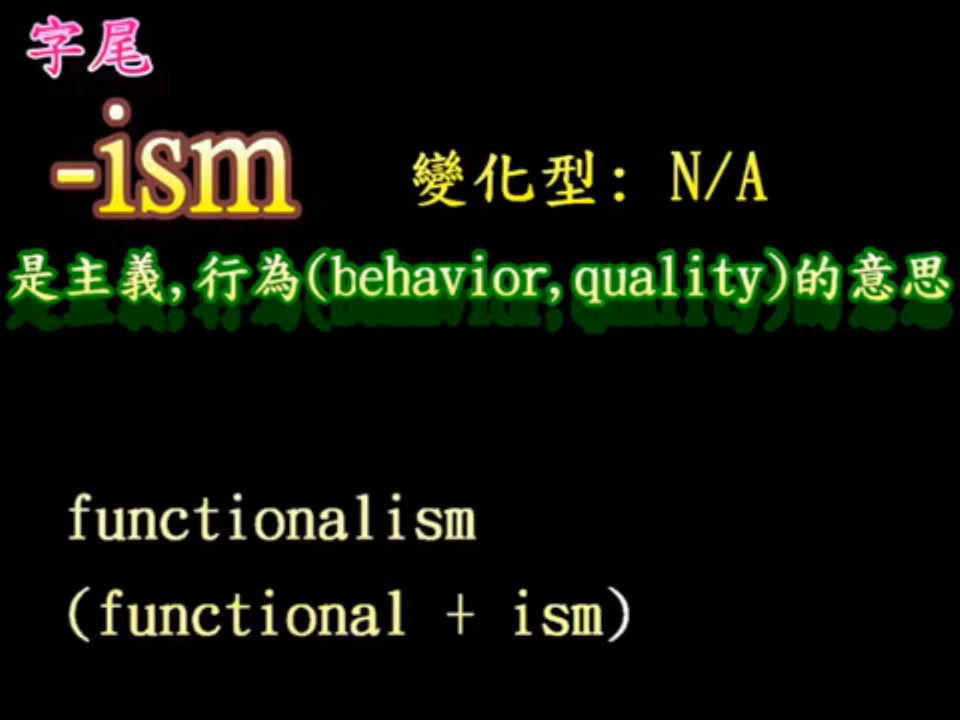 字尾
-ism 變化型: N/A
是主義,行為(behavior,quality)的意思
functionalism
(functional + ism)